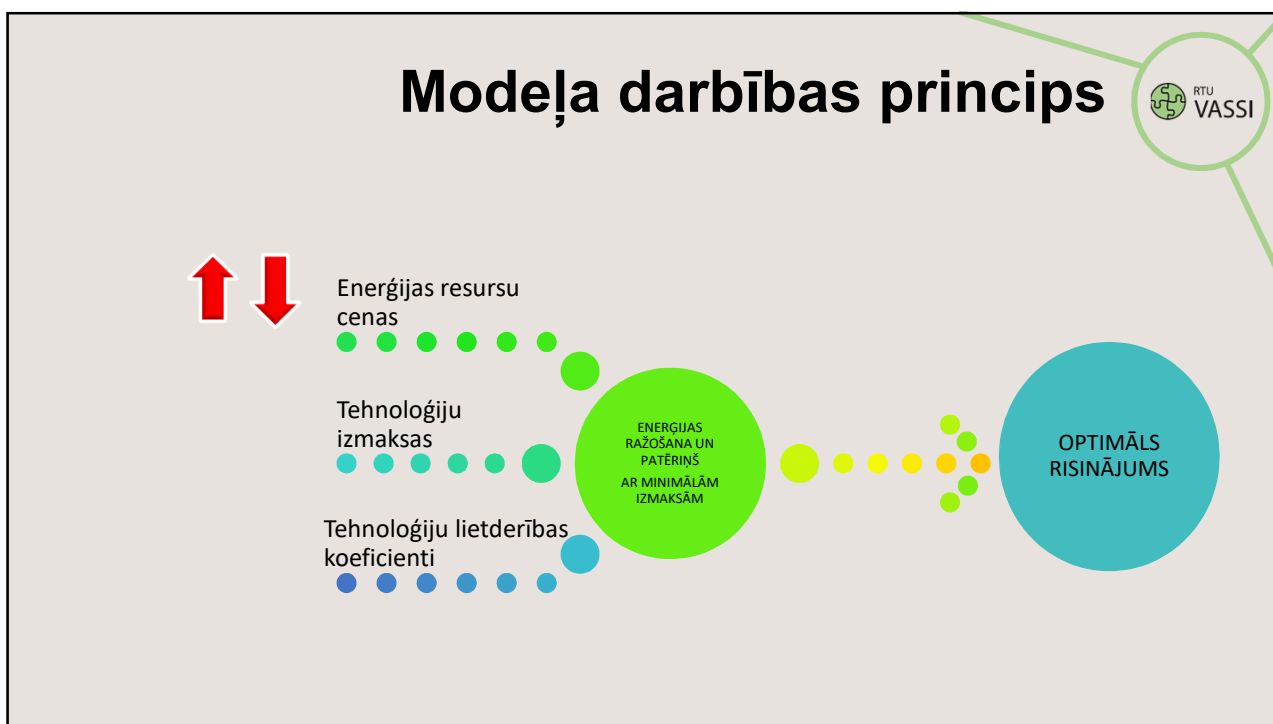 Modeļa darbības princips
RTU
VASSI
Enerģijas resursu
cenas
Tehnoloģiju
izmaksas
Tehnoloģiju lietderības
koeficienti
ENERĢIJAS
RAŽOŠANA UN
PATĒRIŅŠ
AR MINIMĀLĀM
IZMAKSĀM
OPTIMĀLS
RISINĀJUMS